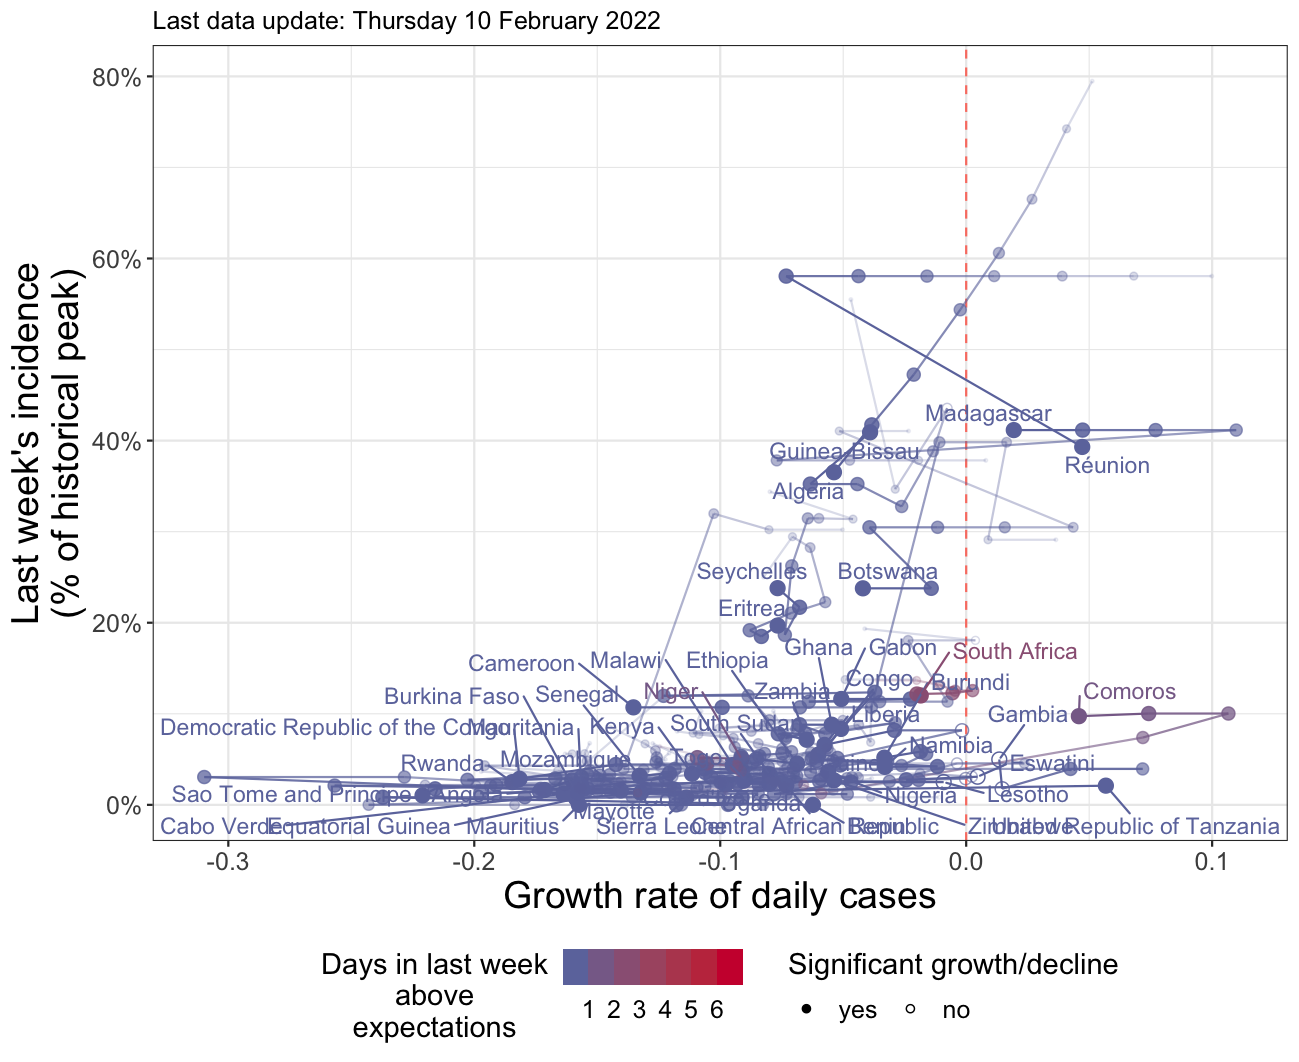 Last data update: Thursday 10 February 2022
Last week's incidence
(% of historical peak)
80%
60%
40%
20%
0%
Madagascar
Guinea-Bissau
Réunion
Algeria
Seychelles
Botswana
Eritrea
Ghana
Gabon
South Africa
Cameroon
Malawi
Ethiopia
Congo
Burundi
Burkina Faso
Senegal
Niger
Zambia
Comoros
Democratic Republic of the Congo
Mauritania
Kenya
South Sudan
Liberia
Gambia
Rwanda
Mozambique
Togo
Namibia
Eswatini
Sao Tome and Principe
Angola
Mayotte
Uganda
Nigeria
Lesotho
Cabo Verde
Equatorial Guinea
Mauritius
Sierra Leone
Central African Republic
Benin
Zimbabwe
United Republic of Tanzania
-0.3
-0.2
-0.1
0.0
0.1
Growth rate of daily cases
Days in last week
above
expectations
1 2 3 4 5 6
Significant growth/decline
yes
no